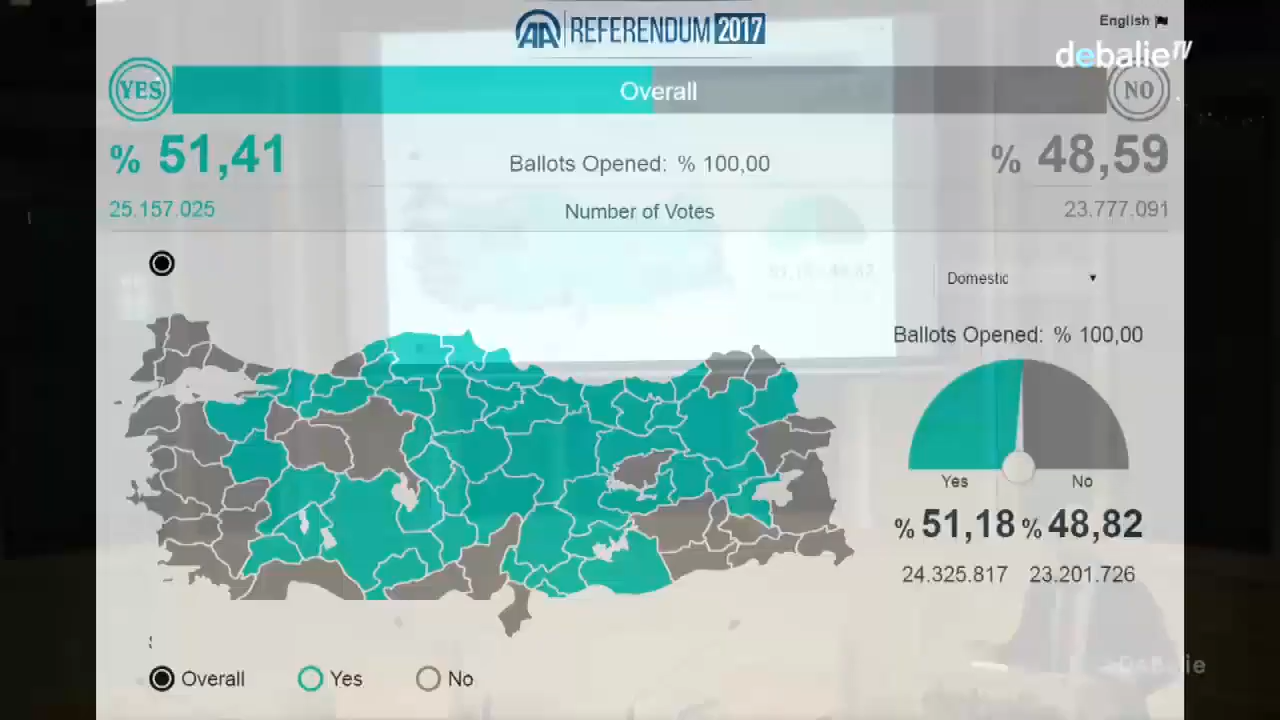 AA REFERENDUM 2017
English
debalie TV
YES
Overall
NO
% 51,41
Ballots Opened: % 100,00
% 48,59
25.157.025
Number of Votes
23.777.091
Domestic
Ballots Opened: % 100,00
Yes
No
% 51,18 % 48,82
24.325.817 23.201.726
Overall
Yes
No